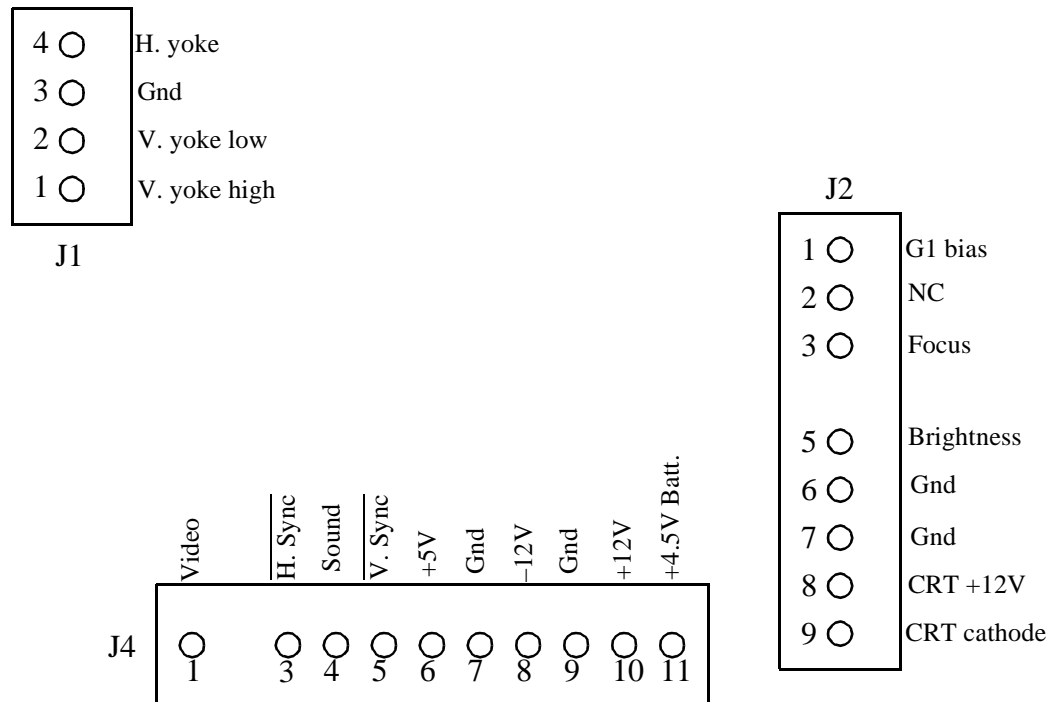 4 H. yoke
3 Gnd
2 V. yoke low
1 V. yoke high
J1
J2
1 G1 bias
2 NC
3 Focus
5 Brightness
6 Gnd
7 Gnd
8 CRT +12V
9 CRT cathode
Video
H. Sync
Sound
V. Sync
+5V
Gnd
–12V
Gnd
+12V
+4.5V Batt.
J4
1 3 4 5 6 7 8 9 10 11